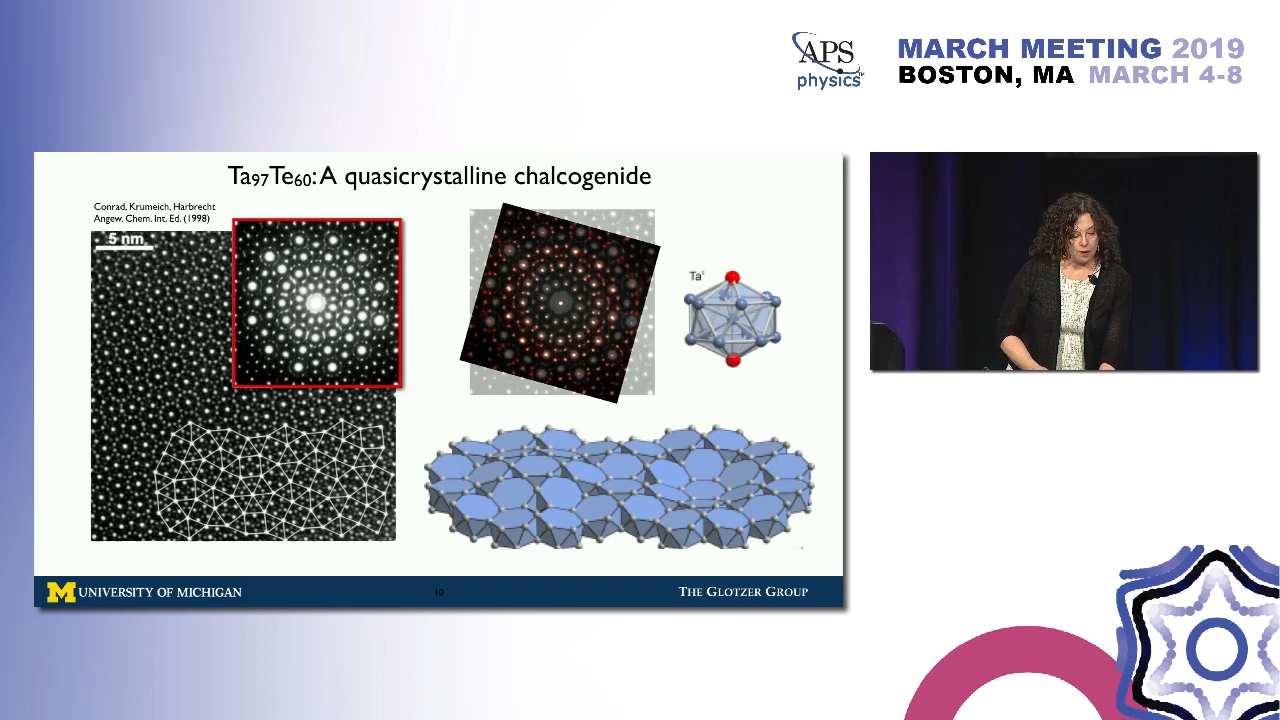 APS
physics
MARCH MEETING 2019
BOSTON, MA MARCH 4-8
Ta₉₇Te₆₀: A quasicrystalline chalcogenide
Conrad, Krumeich, Harbrecht
Angew. Chem. Int. Ed. (1998)
5 nm
M UNIVERSITY OF MICHIGAN
10
THE GLOTZER GROUP